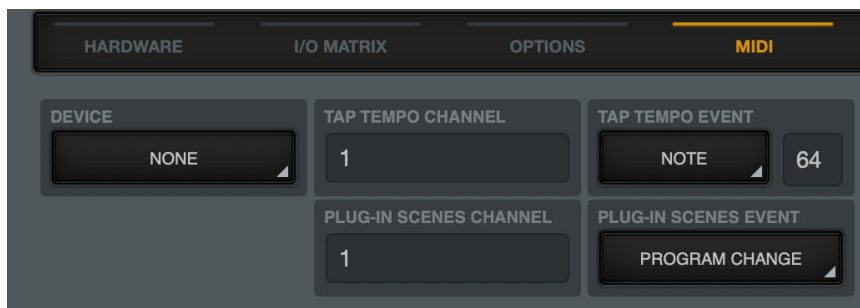 HARDWARE I/O MATRIX OPTIONS MIDI
DEVICE TAP TEMPO CHANNEL TAP TEMPO EVENT
NONE 1 NOTE 64
PLUG-IN SCENES CHANNEL PLUG-IN SCENES EVENT
1 PROGRAM CHANGE